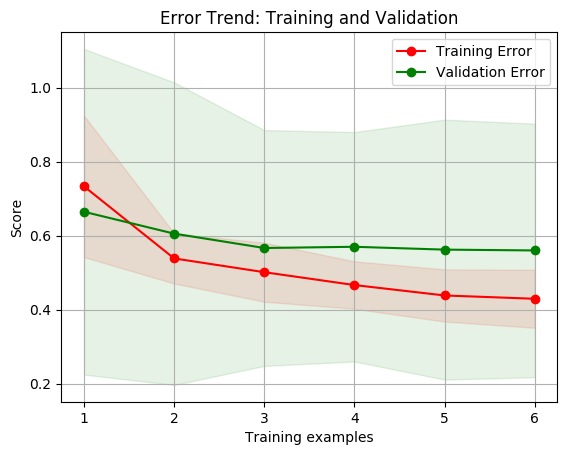 Error Trend: Training and Validation
Training Error
Validation Error
Score
1.0
0.8
0.6
0.4
0.2
1 2 3 4 5 6
Training examples